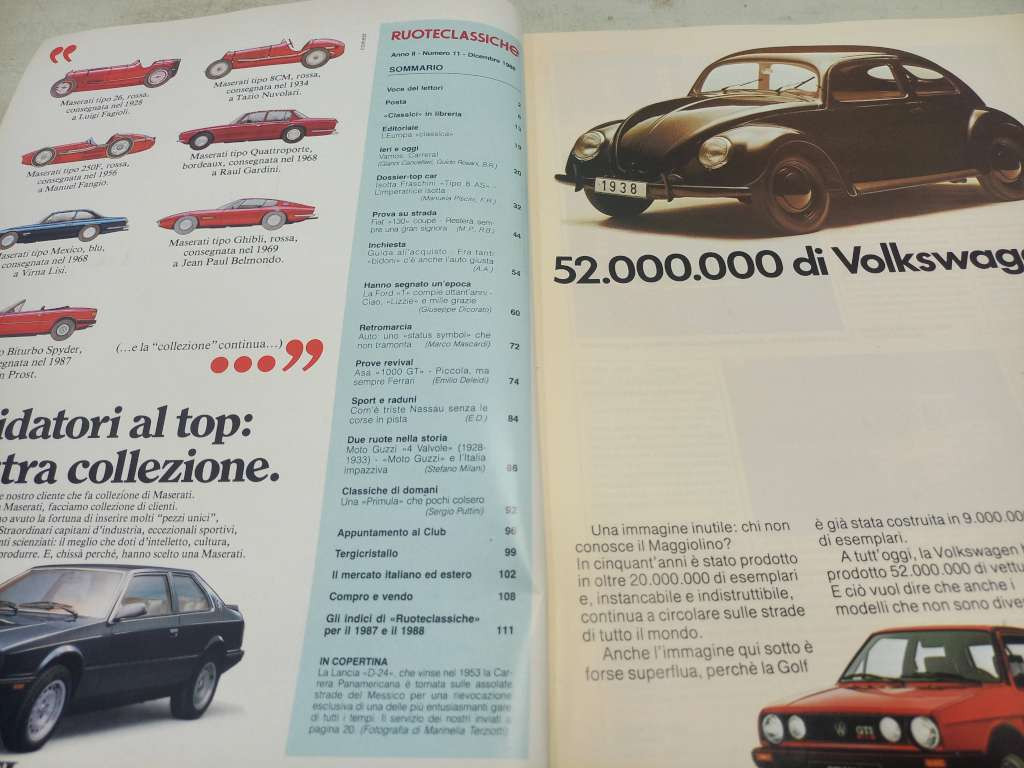 Maserati tipo 26, rossa,
consegnata nel 1928
a Luigi Fagioli.
Maserati tipo 8CM, rossa,
consegnata nel 1934
a Tazio Nuvolari.
Maserati tipo 250F, rossa,
consegnata nel 1956
a Manuel Fangio.
Maserati tipo Quattroporte,
bordeaux, consegnata nel 1968
a Raul Gardini.
tipo Mexico, blu,
consegnata nel 1968
a Virna Lisi.
Maserati tipo Ghibli, rossa,
consegnata nel 1969
a Jean Paul Belmondo.
Biturbo Spyder,
nel 1987
Prost.
(...e la "collezione" continua...)
al top:
collezione.
nostro cliente che fa collezione di Maserati.
Maserati, facciamo collezione di clienti.
avuto la fortuna di inserire molti "pezzi unici",
Straordinari capitani d'industria, eccezionali sportivi,
scienziati: il meglio che doti d'intelletto, cultura,
E, chissà perchè, hanno scelto una Maserati.
RUOTECLASSICHE
Anno II - Numero 11 - Dicembre
SOMMARIO
Voce dei lettori
Posta 2
«Classici» in libreria 6
Editoriale 13
L'Europa «classica»
Ieri e oggi 19
Vamos, Carrera!
(Gianni Cancellieri, Guido Rosani, B.R.) 20
Dossier-top car
Isotta Fraschini «Tipo 8 AS» -
L'imperatrice Isotta
(Manuela Piscini, F.R.) 32
Prova su strada
Fiat «130» coupé - Resterà sem-
pre una gran signora (M.P., R.d.) 44
Inchiesta
Guida all'acquisto - Fra tanti
«bidoni» c'è anche l'auto giusta
(A.A.) 54
Hanno segnato un'epoca
La Ford «T» compie ottant'anni -
Ciao, «Lizzie» e mille grazie
(Giuseppe Dicorato) 60
Retromarcia
Auto: uno «status symbol» che
non tramonta (Marco Mascardi) 72
Prove revival
Asa «1000 GT» - Piccola, ma
sempre Ferrari (Emilio Deleidi) 74
Sport e raduni
Com'è triste Nassau senza le
corse in pista (E.D.) 84
Due ruote nella storia
Moto Guzzi «4 Valvole» (1928-
1933) - «Moto Guzzi» e l'Italia
impazziva (Stefano Milani) 86
Classiche di domani
Una «Primula» che pochi colsero
(Sergio Puttini) 92
Appuntamento al Club 96
Tergicristallo 99
Il mercato italiano ed estero 102
Compro e vendo 108
Gli indici di «Ruoteclassiche»
per il 1987 e il 1988 111
IN COPERTINA
La Lancia «D-24», che vinse nel 1953 la Car-
rera Panamericana è tornata sulle assolate
strade del Messico per una rievocazione
esclusiva di una delle più entusiasmanti gare
di tutti i tempi. Il servizio dei nostri inviati a
pagina 20. (Fotografia di Marinella Terziotti)
1938
52.000.000 di
Una immagine inutile: chi non
conosce il Maggiolino?
In cinquant'anni è stato prodotto
in oltre 20.000.000 di esemplari
e, instancabile e indistruttibile,
continua a circolare sulle strade
di tutto il mondo.
Anche l'immagine qui sotto è
forse superflua, perchè la Golf
è già stata costruita in 9.000.00
di esemplari.
A tutt'oggi, la Volkswagen
prodotto 52.000.000 di
E ciò vuol dire che anche i
modelli che non sono
GTI